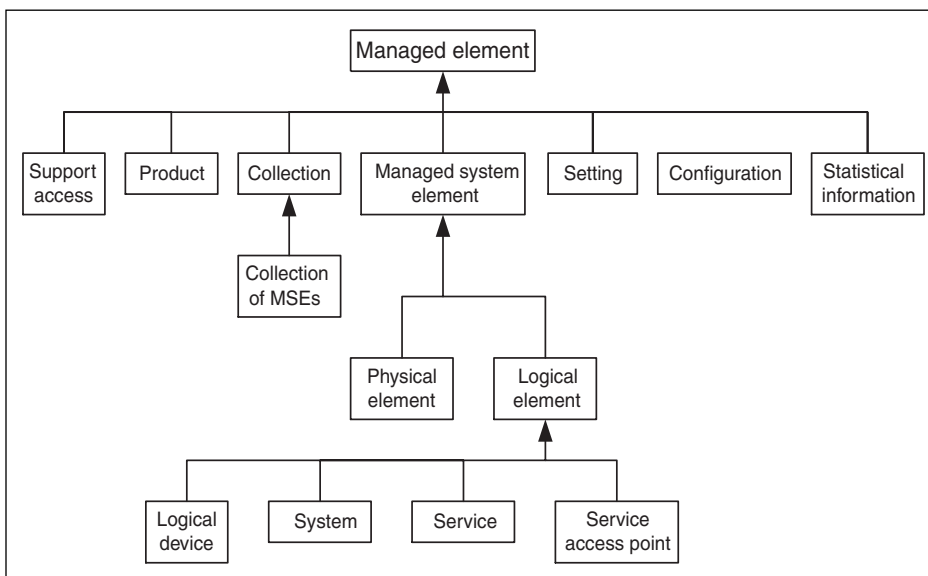 Managed element
Support
access
Product
Collection
Managed system
element
Setting
Configuration
Statistical
information
Collection
of MSEs
Physical
element
Logical
element
Logical
device
System
Service
Service
access point